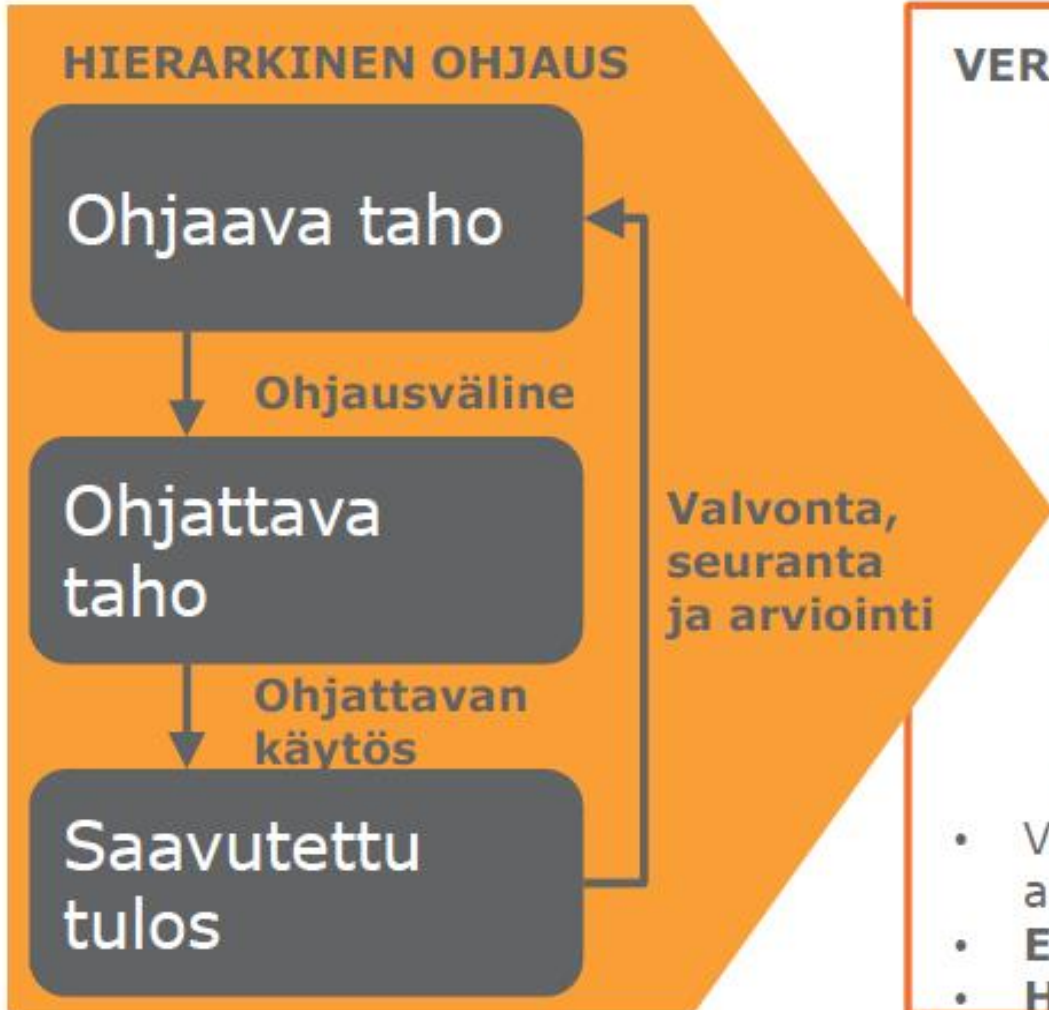 HIERARKINEN OHJAUS
Ohjaava taho
Ohjausväline
Ohjattava
taho
Valvonta,
seuranta
ja arviointi
Ohjattavan
käytös
Saavutettu
tulos
VER
• V
a
• E
• H